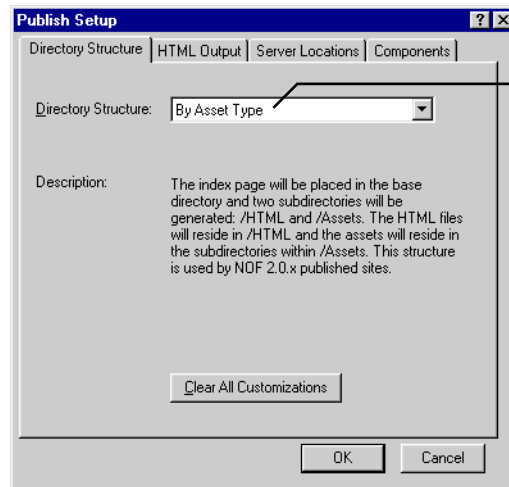 Publish Setup
Directory Structure HTML Output Server Locations Components
Directory Structure: By Asset Type
Description:
The index page will be placed in the base
directory and two subdirectories will be
generated: /HTML and /Assets. The HTML files
will reside in /HTML and the assets will reside in
the subdirectories within /Assets. This structure
is used by NOF 2.0.x published sites.
Clear All Customizations
OK Cancel